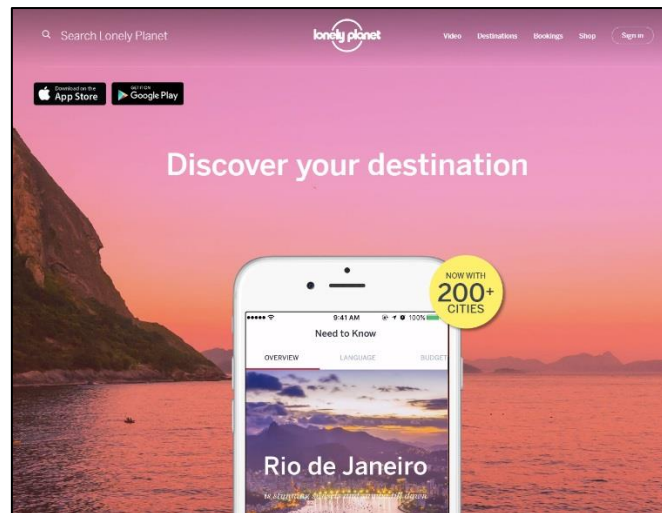 Search Lonely Planet
lonely planet
Video Destinations Bookings Shop Sign in
Download on the
App Store
GET IT ON
Google Play
Discover your destination
NOW WITH
200+
CITIES
9:41 AM 100%
Need to Know
OVERVIEW LANGUAGE BUDGET
Rio de Janeiro